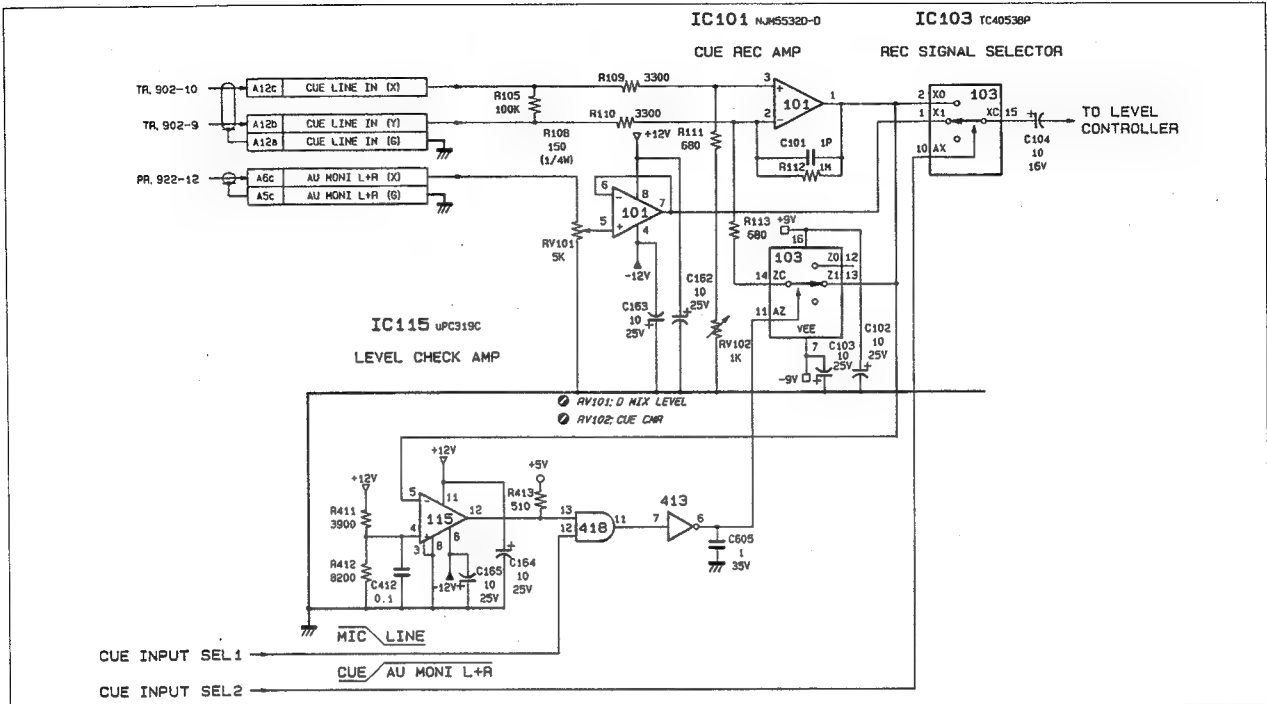 IC101 NJM5532D-D
IC103 TC4053BP
CUE REC AMP
REC SIGNAL SELECTOR
TR, 902-10
A12c CUE LINE IN (X)
R109 3300
3
+
1
101
2
-
R105
100K
TR, 902-9
A12b CUE LINE IN (Y)
A12a CUE LINE IN (G)
R110 3300
R108
150
(1/4W)
+12V
R111
680
C101 1P
R112 1M
2 X0
103
1 X1
XC 15
10 AX
+
C104
10
16V
TO LEVEL
CONTROLLER
PR, 922-12
A6c AU MONI L+R (X)
A5c AU MONI L+R (G)
6
-
8
101
7
5
+
4
-12V
RV101
5K
R113
680
+9V
16
103
Z0 12
14 ZC
Z1 13
11 AZ
VEE
7
-9V
C103
10
25V
+
C102
10
25V
+
C163
10
25V
+
C162
10
25V
+
RV102
1K
IC115 uPC319C
LEVEL CHECK AMP
RV101; D MIX LEVEL
RV102; CUE CMR
+12V
+12V
R411
3900
R412
8200
C412
0.1
5
-
11
115
12
4
+
3
8
6
-12V
C165
10
25V
+
C164
10
25V
+
+5V
R413
510
13
12
418
11
413
7
6
C605
1
35V
MIC LINE
CUE INPUT SEL1
CUE AU MONI L+R
CUE INPUT SEL2